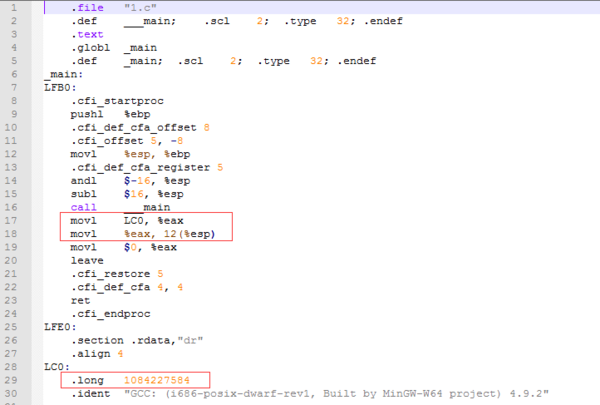 1 .file "1.c"
2 .def ___main; .scl 2; .type 32; .endef
3 .text
4 .globl _main
5 .def _main; .scl 2; .type 32; .endef
6 _main:
7 LFB0:
8 .cfi_startproc
9 pushl %ebp
10 .cfi_def_cfa_offset 8
11 .cfi_offset 5, -8
12 movl %esp, %ebp
13 .cfi_def_cfa_register 5
14 andl $-16, %esp
15 subl $16, %esp
16 call ___main
17 movl LC0, %eax
18 movl %eax, 12(%esp)
19 movl $0, %eax
20 leave
21 .cfi_restore 5
22 .cfi_def_cfa 4, 4
23 ret
24 .cfi_endproc
25 LFE0:
26 .section .rdata,"dr"
27 .align 4
28 LC0:
29 .long 1084227584
30 .ident "GCC: (i686-posix-dwarf-rev1, Built by MinGW-W64 project) 4.9.2"